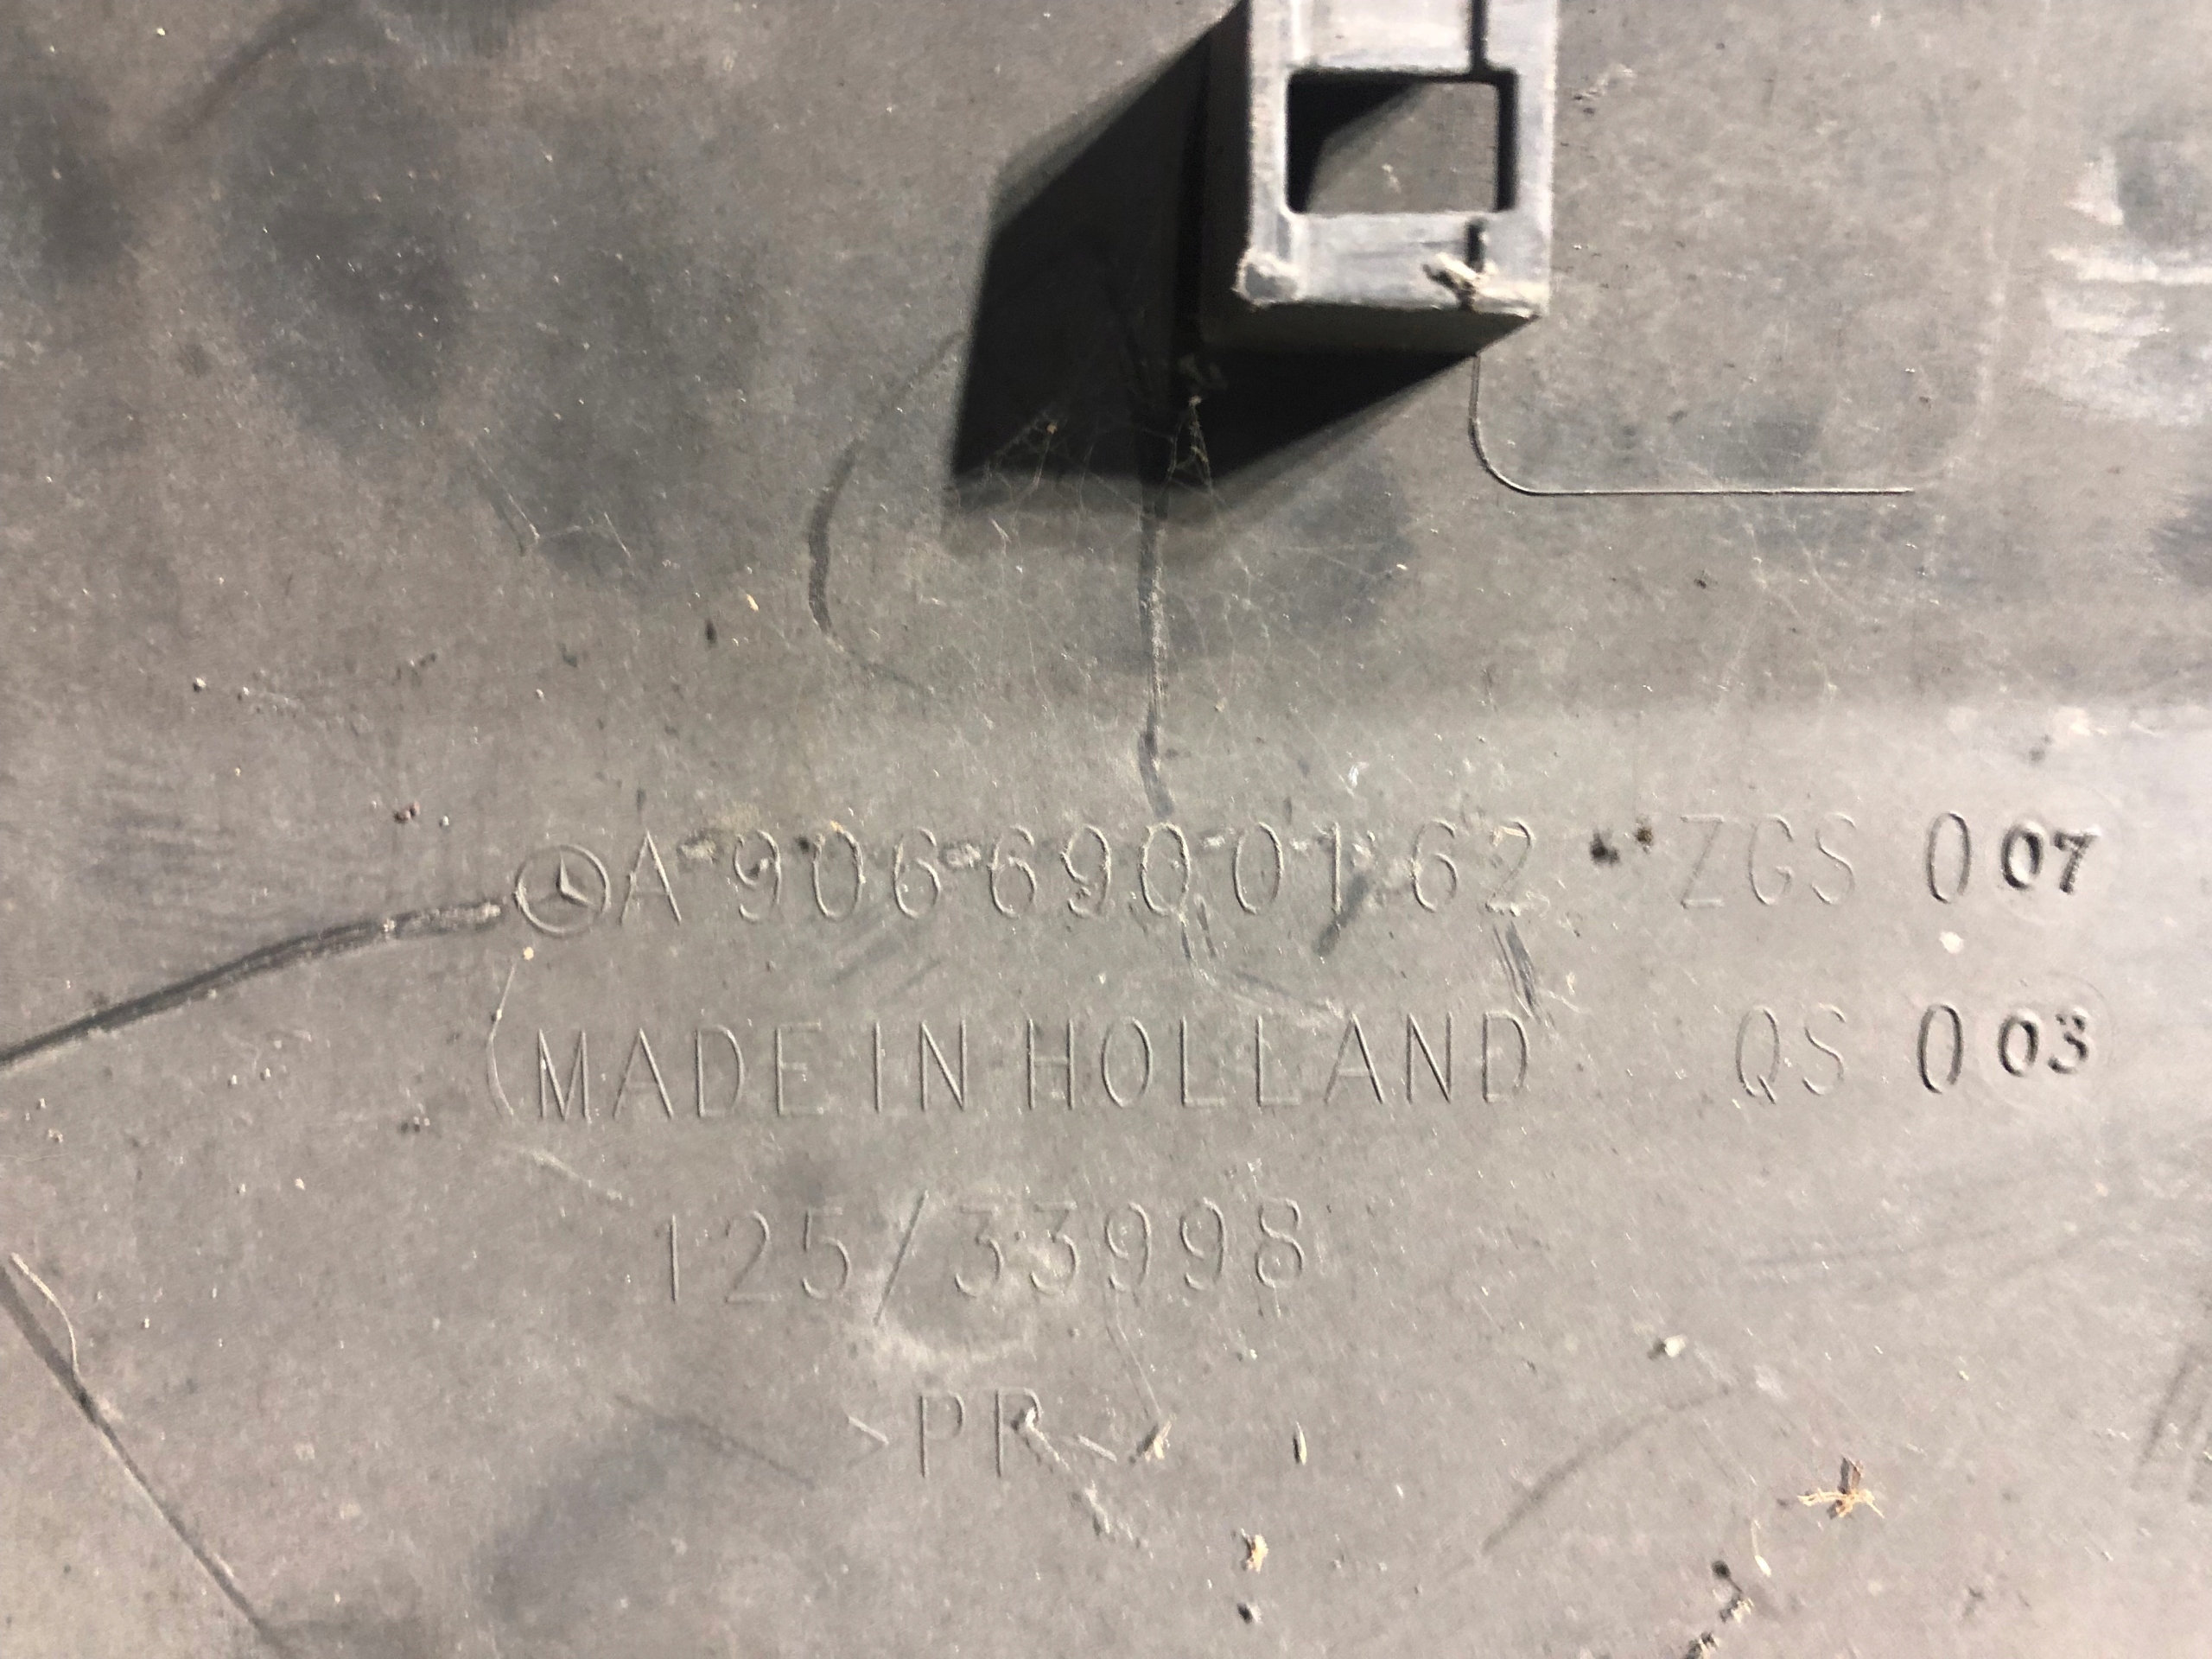 A 906 690 01 62 ZGS 007
MADE IN HOLLAND QS 003
125/33998
>PP<